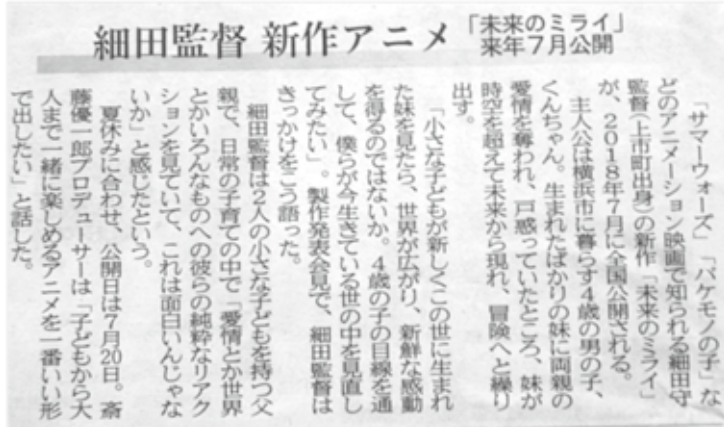 細田監督 新作アニメ
「未来のミライ」
来年7月公開
「サマーウォーズ」「バケモノの子」な
どのアニメーション映画で知られる細田守
監督(上市町出身)の新作「未来のミライ」
が、2018年7月に全国公開される。
主人公は横浜市に暮らす4歳の男の子、
くんちゃん。生まれたばかりの妹に両親の
愛情を奪われ、戸惑っていたところ、妹が
時空を超えて未来から現れ、冒険へと繰り
出す。
「小さな子どもが新しくこの世に生まれ
た妹を見たら、世界が広がり、新鮮な感動
を得るのではないか。4歳の子の目線を通
して、僕らが今生きている世の中を見直し
てみたい」。製作発表会見で、細田監督は
きっかけをこう語った。
細田監督は2人の小さな子どもを持つ父
親で、日常の子育ての中で「愛情とか世界
とかいろんなものへの彼らの純粋なリアク
ションを見ていて、これは面白いんじゃな
いか」と感じたという。
夏休みに合わせ、公開日は7月20日。斎
藤優一郎プロデューサーは「子どもから大
人まで一緒に楽しめるアニメを一番いい形
で出したい」と話した。